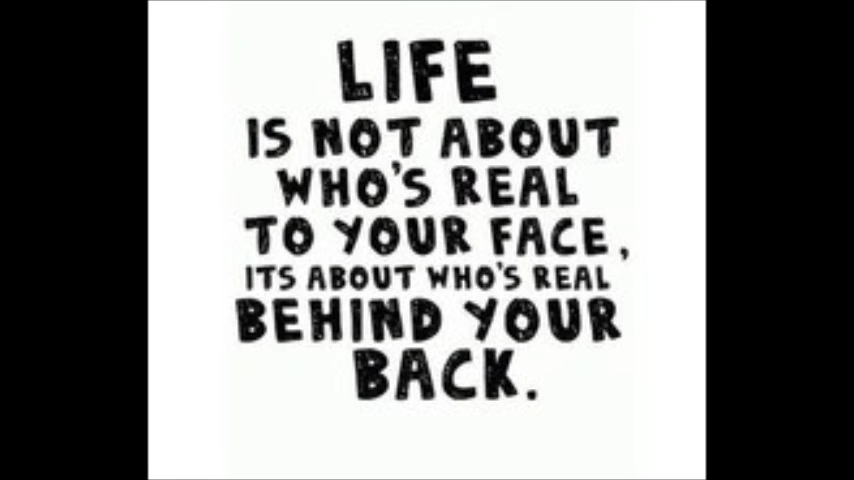 LIFE
IS NOT ABOUT
WHO'S REAL
TO YOUR FACE,
ITS ABOUT WHO'S REAL
BEHIND YOUR
BACK.